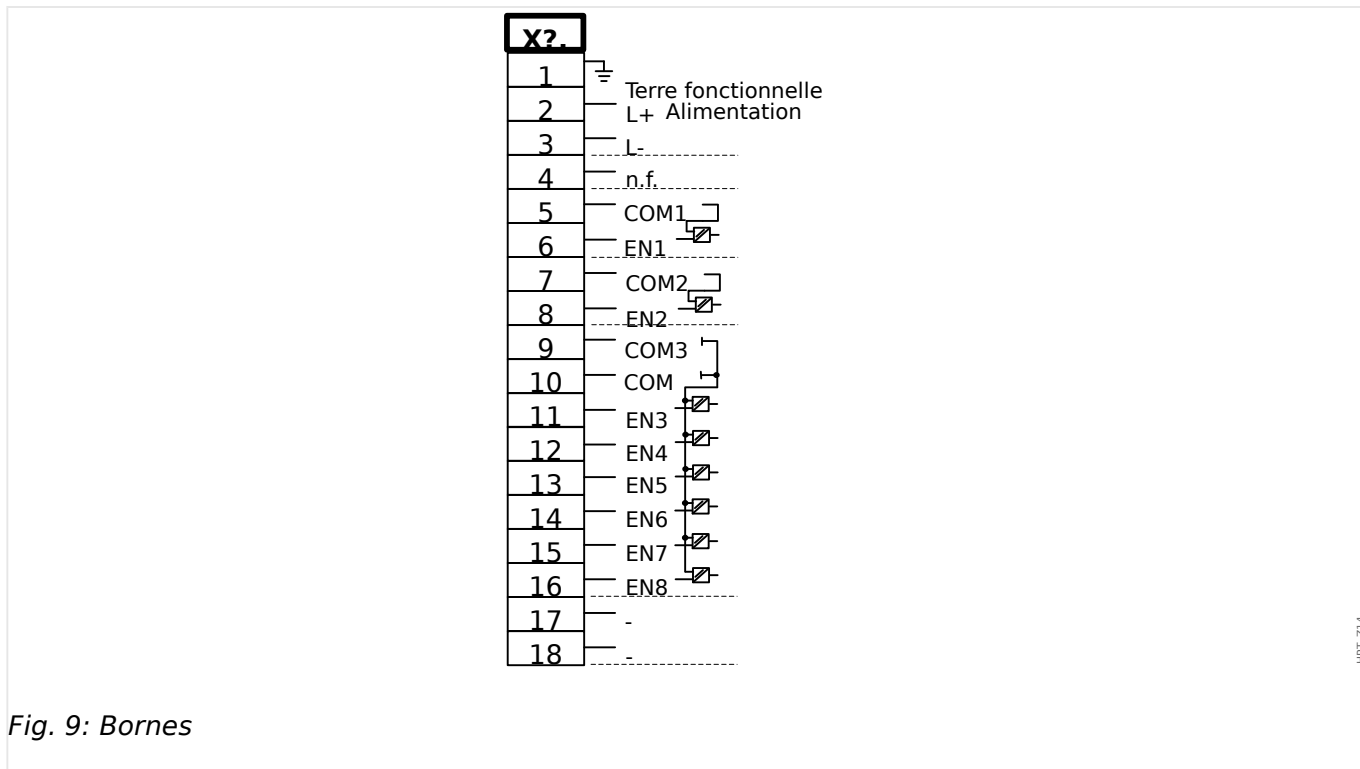 X?.
1
Terre fonctionnelle
2 L+ Alimentation
3 L-
4 n.f.
5 COM1
6 EN1
7 COM2
8 EN2
9 COM3
10 COM
11 EN3
12 EN4
13 EN5
14 EN6
15 EN7
16 EN8
17 -
18 -
Fig. 9: Bornes